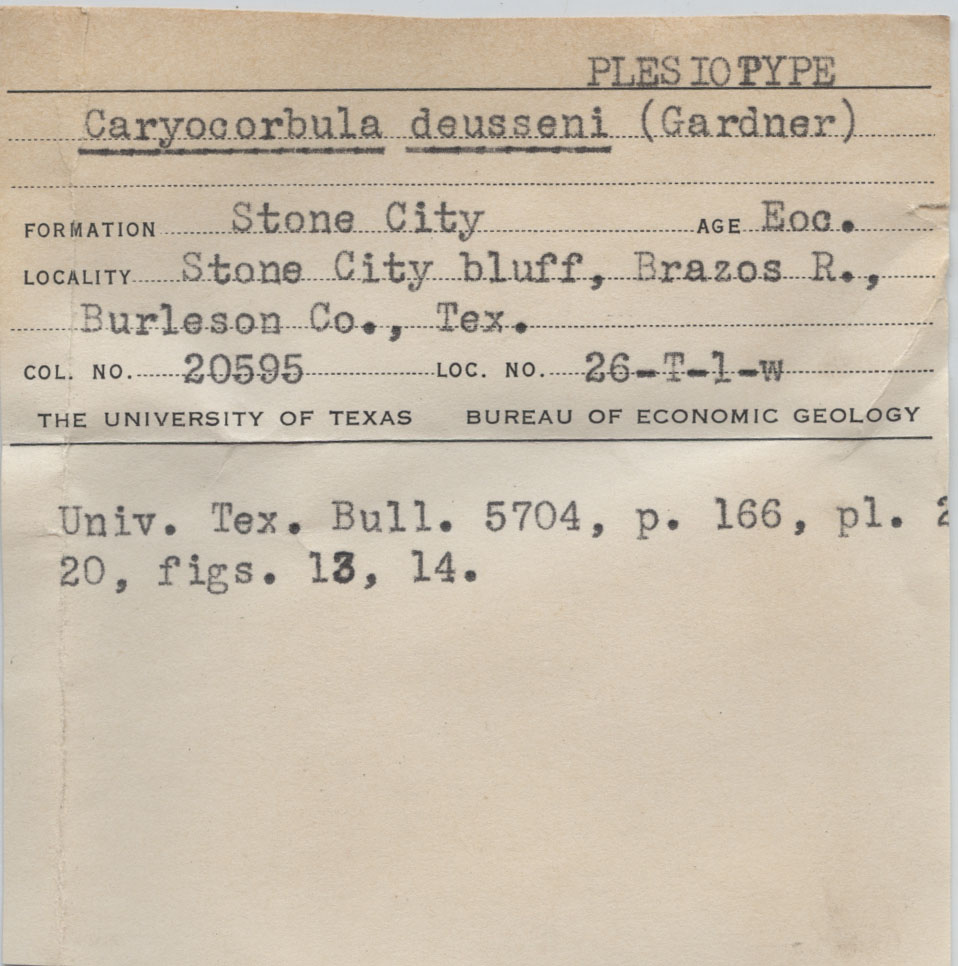 PLESIOTYPE
Caryocorbula deusseni (Gardner)
FORMATION Stone City AGE Eoc.
LOCALITY Stone City bluff, Brazos R.,
Burleson Co., Tex.
COL. NO. 20595 LOC. NO. 26-T-1-w
THE UNIVERSITY OF TEXAS BUREAU OF ECONOMIC GEOLOGY
Univ. Tex. Bull. 5704, p. 166, pl. 2
20, figs. 13, 14.